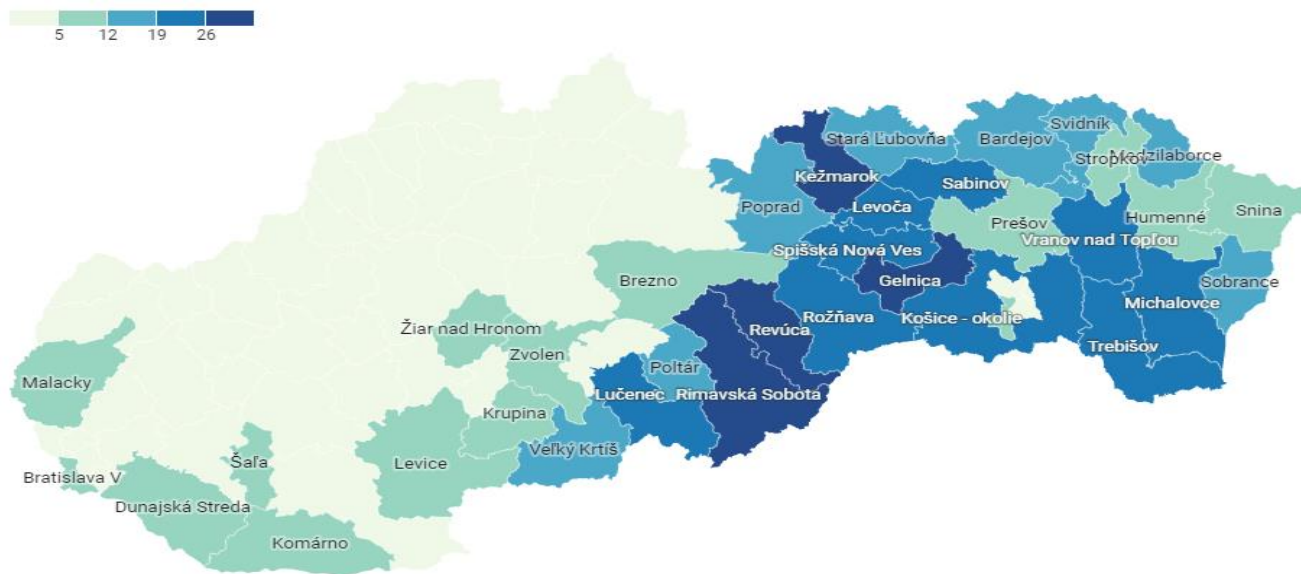 5 12 19 26
Stará Ľubovňa
Bardejov
Svidník
Stropkov
Medzilaborce
Kežmarok
Sabinov
Poprad
Levoča
Prešov
Humenné
Snina
Spišská Nová Ves
Vranov nad Topľou
Brezno
Gelnica
Sobrance
Michalovce
Žiar nad Hronom
Revúca
Rožňava
Košice - okolie
Zvolen
Trebišov
Malacky
Poltár
Lučenec
Rimavská Sobota
Krupina
Veľký Krtíš
Levice
Šaľa
Bratislava V
Dunajská Streda
Komárno